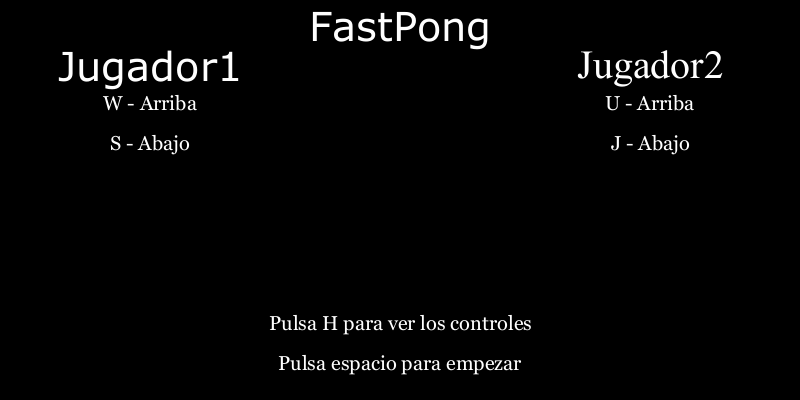 FastPong
Jugador1
W - Arriba
S - Abajo
Jugador2
U - Arriba
J - Abajo
Pulsa H para ver los controles
Pulsa espacio para empezar